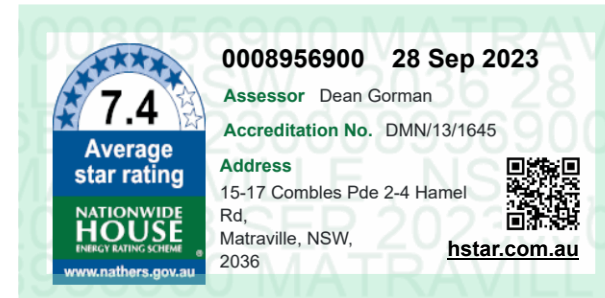 0008956900 28 Sep 2023
7.4
Average
star rating
NATIONWIDE
HOUSE
ENERGY RATING SCHEME ®
www.nathers.gov.au
Assessor Dean Gorman
Accreditation No. DMN/13/1645
Address
15-17 Combles Pde 2-4 Hamel
Rd,
Matraville, NSW,
2036
hstar.com.au